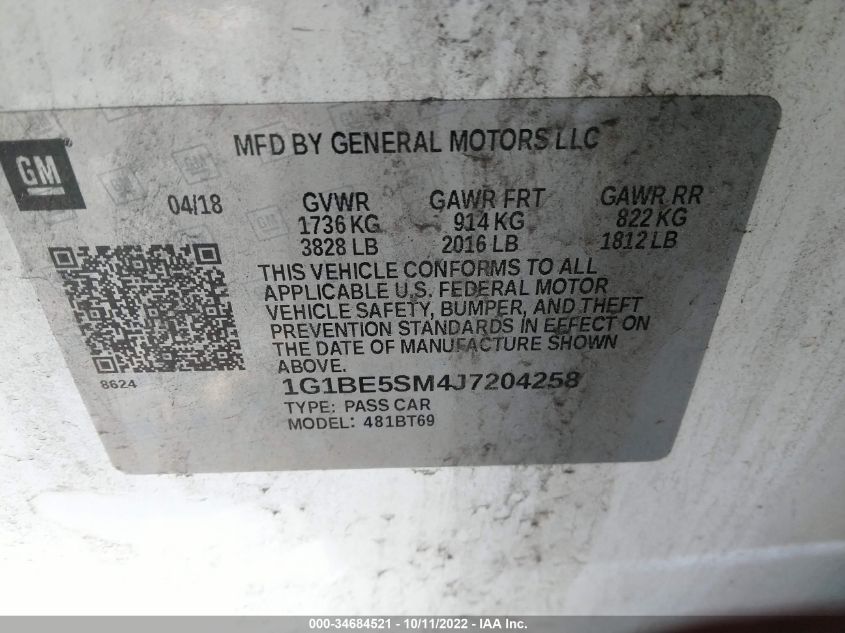 MFD BY GENERAL MOTORS LLC
GM
04/18
GVWR
1736 KG
3828 LB
GAWR FRT
914 KG
2016 LB
GAWR RR
822 KG
1812 LB
THIS VEHICLE CONFORMS TO ALL
APPLICABLE U.S. FEDERAL MOTOR
VEHICLE SAFETY, BUMPER, AND THEFT
PREVENTION STANDARDS IN EFFECT ON
THE DATE OF MANUFACTURE SHOWN
ABOVE.
8624
1G1BE5SM4J7204258
TYPE: PASS CAR
MODEL: 481BT69
000-34684521 - 10/11/2022 - IAA Inc.